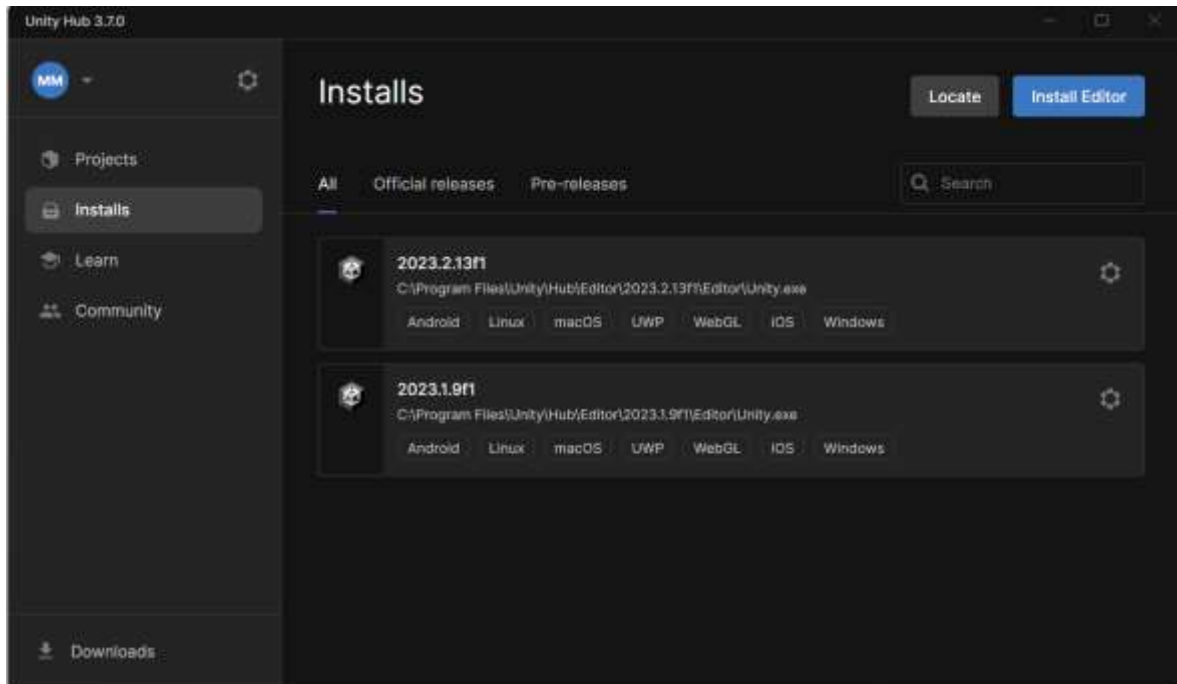 Unity Hub 3.7.0
MM
Projects
Installs
Learn
Community
Downloads
Installs
Locate
Install Editor
All
Official releases
Pre-releases
Search
2023.2.13f1
C:\Program Files\Unity\Hub\Editor\2023.2.13f1\Editor\Unity.exe
Android Linux macOS UWP WebGL iOS Windows
2023.1.9f1
C:\Program Files\Unity\Hub\Editor\2023.1.9f1\Editor\Unity.exe
Android Linux macOS UWP WebGL iOS Windows